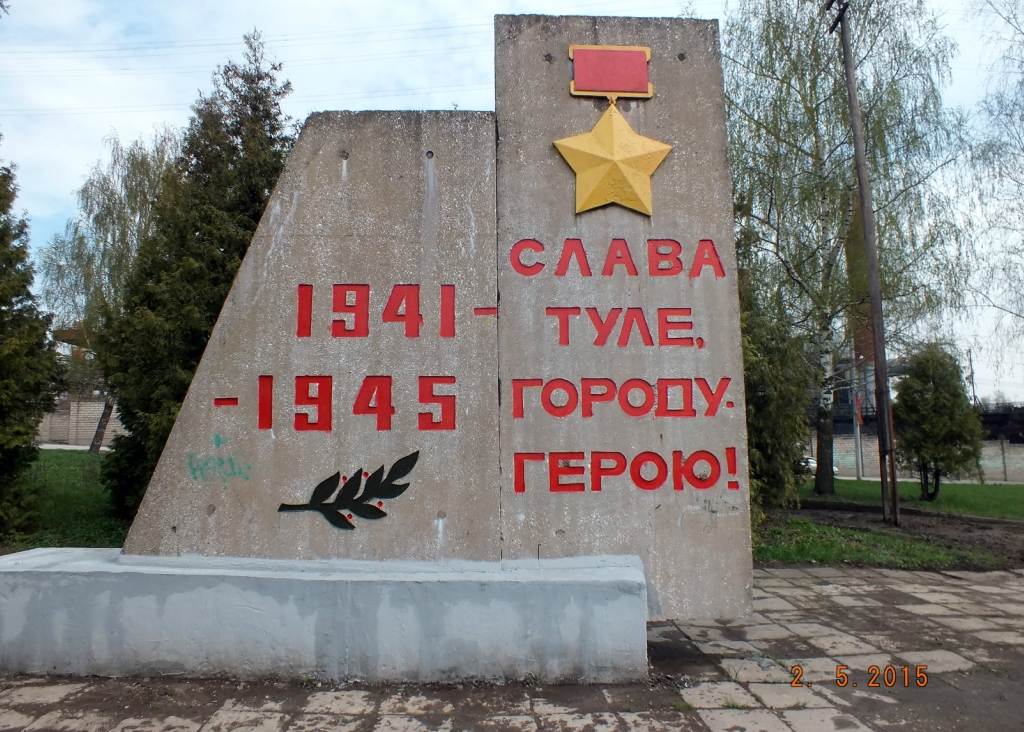 1941-
-1945
СЛАВА
ТУЛЕ,
ГОРОДУ-
ГЕРОЮ!
2. 5.2015